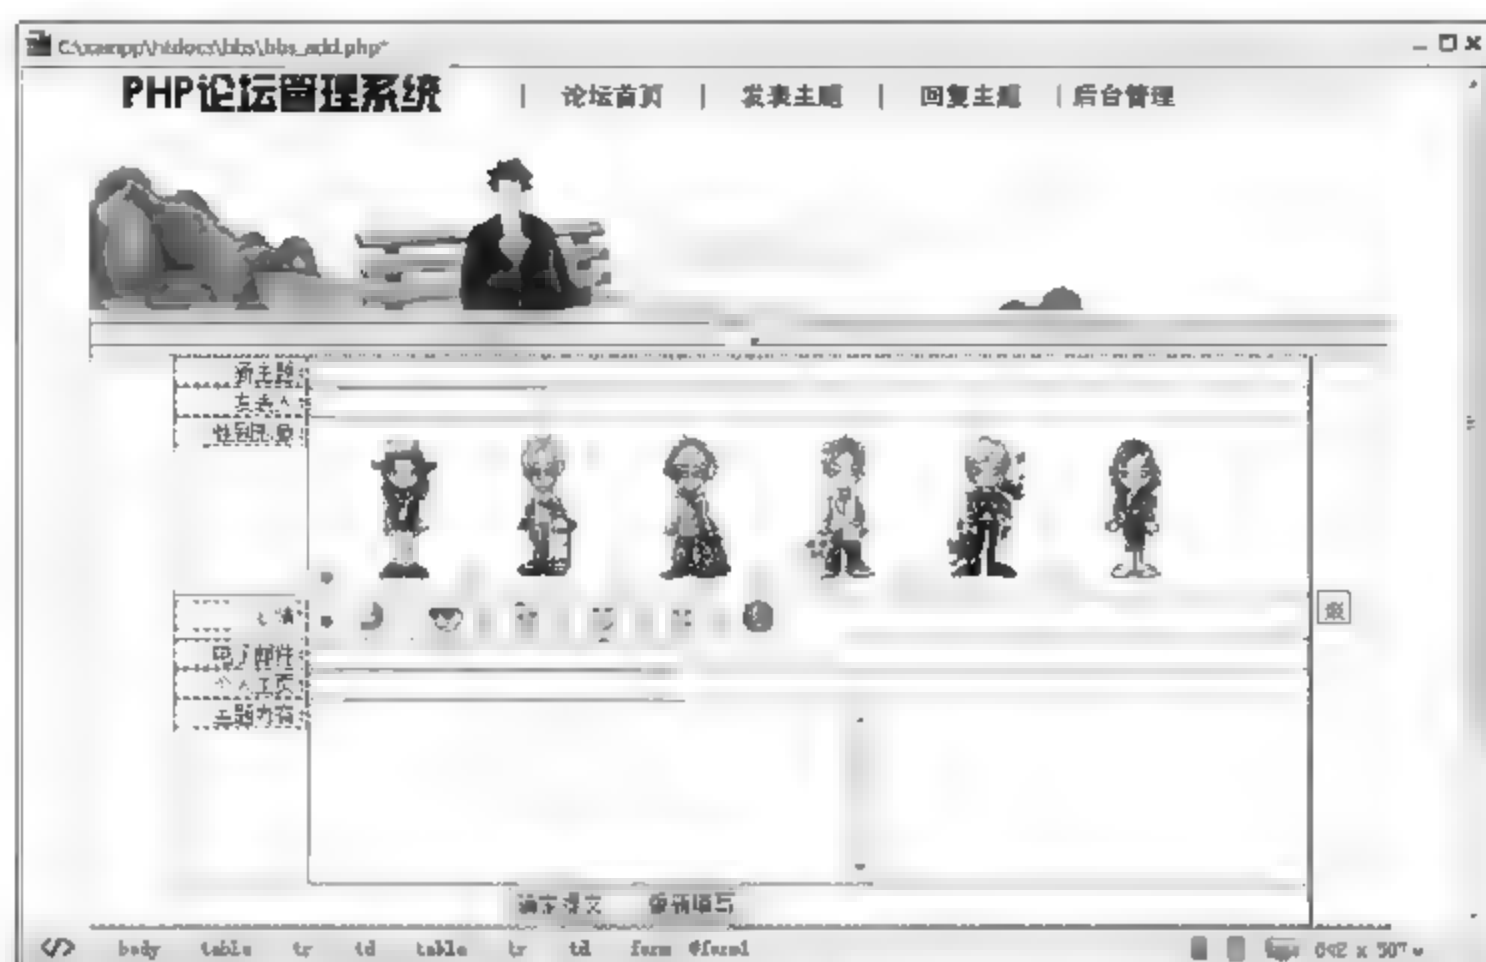 C:\xampp\htdocs\bbs\bbs_add.php*
PHP论坛管理系统 | 论坛首页 | 发表主题 | 回复主题 | 后台管理
新主题:
发表人:
性别形象:
情:
电子邮件:
个人主页:
主题内容:
确定提交 重新填写
body table tr td table tr td form #form1